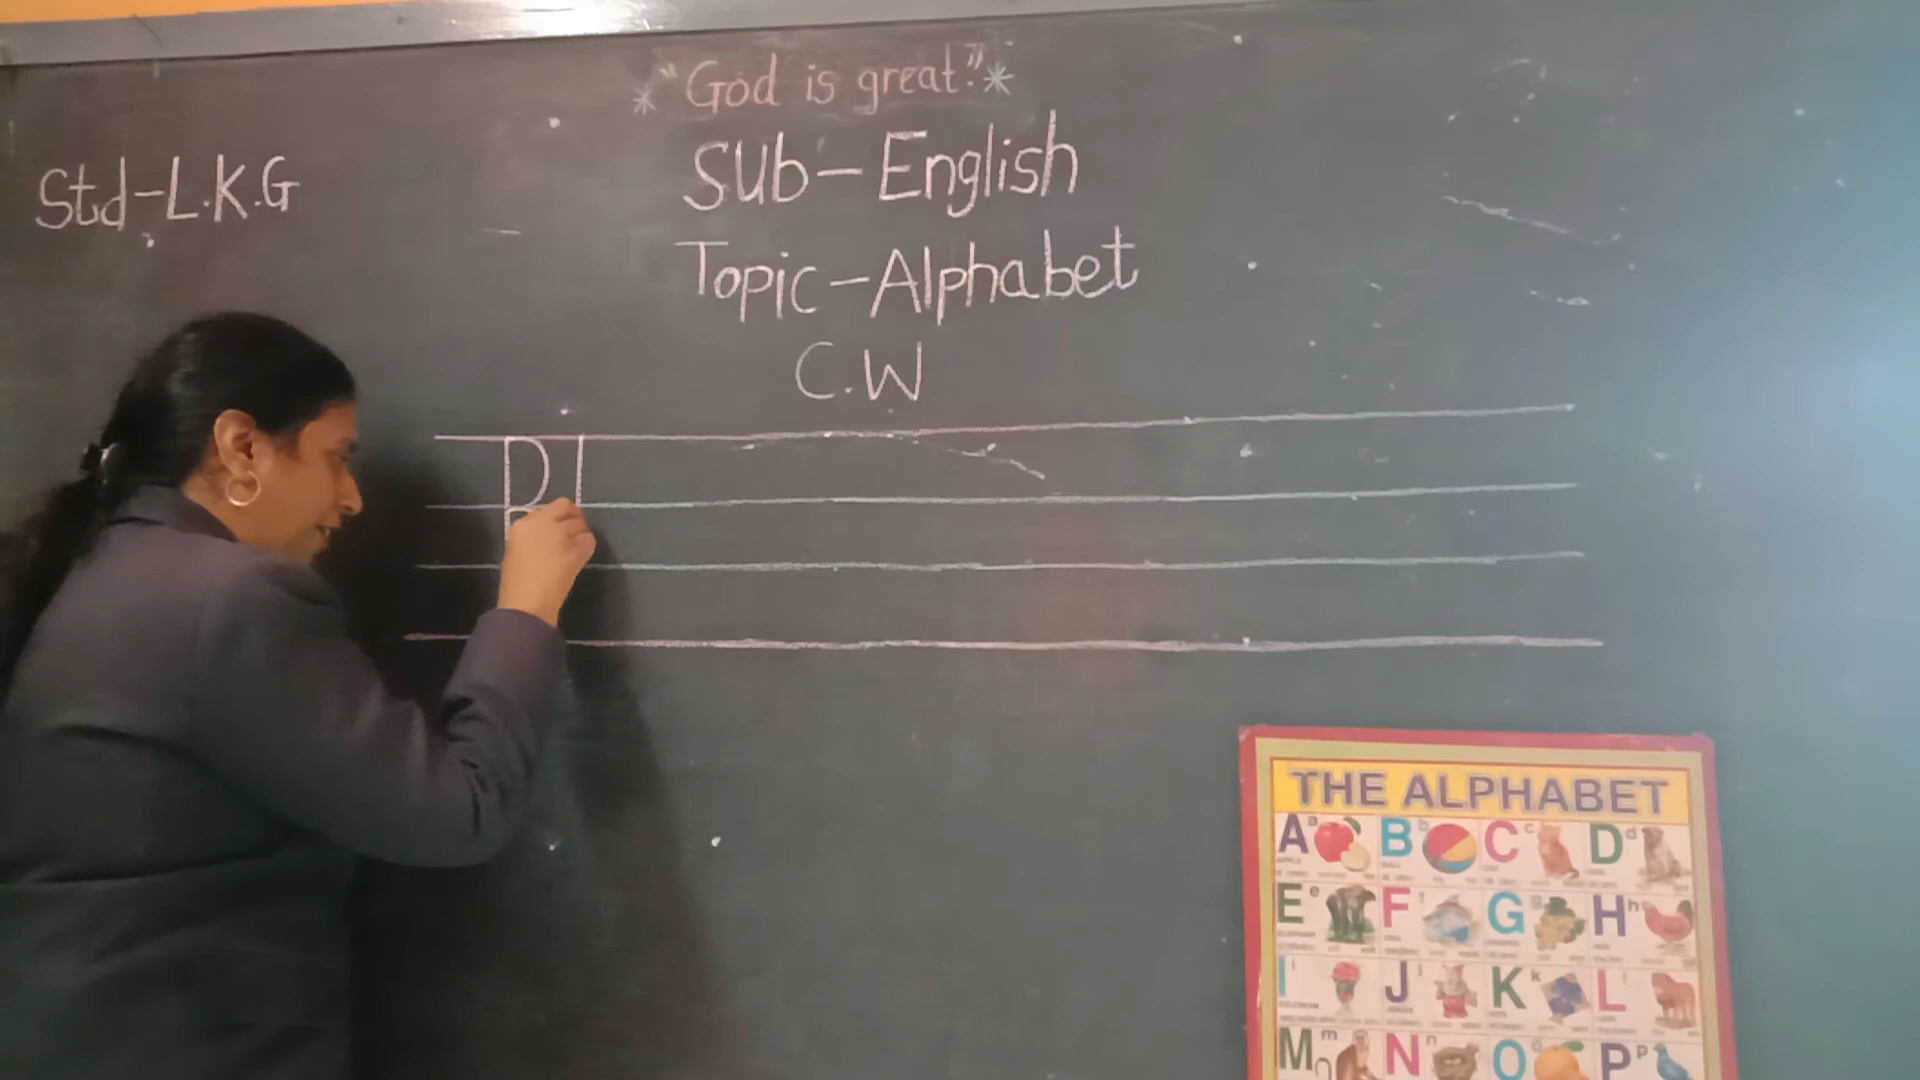 "God is great."
Std-L.K.G
Sub-English
Topic-Alphabet
C.W
B
THE ALPHABET
A a B b C c D d
E e F f G g H h
I i J j K k L l
M m N n O o P p